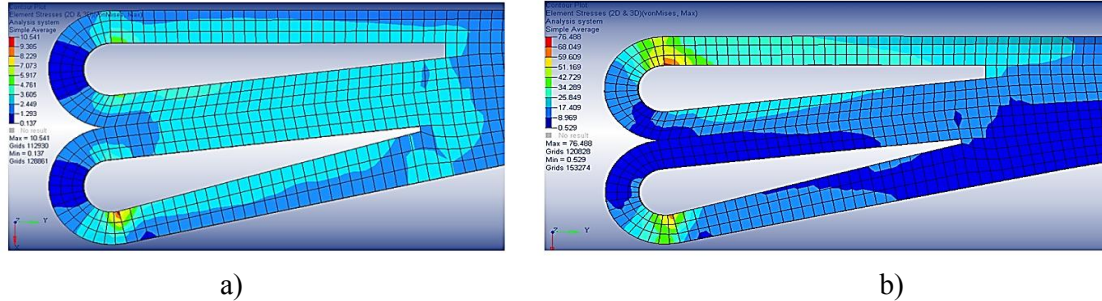 Contour Plot
Element Stresses (2D & 3D)(vonMises, Max)
Analysis system
Simple Average
10.541
9.385
8.229
7.073
5.917
4.761
3.605
2.449
1.293
0.137
No result
Max = 10.541
Grids 112930
Min = 0.137
Grids 128861
Z
Y
Contour Plot
Element Stresses (2D & 3D)(vonMises, Max)
Analysis system
Simple Average
76.488
68.049
59.609
51.169
42.729
34.289
25.849
17.409
8.969
0.529
No result
Max = 76.488
Grids 120828
Min = 0.529
Grids 153274
Z
Y
a)
b)